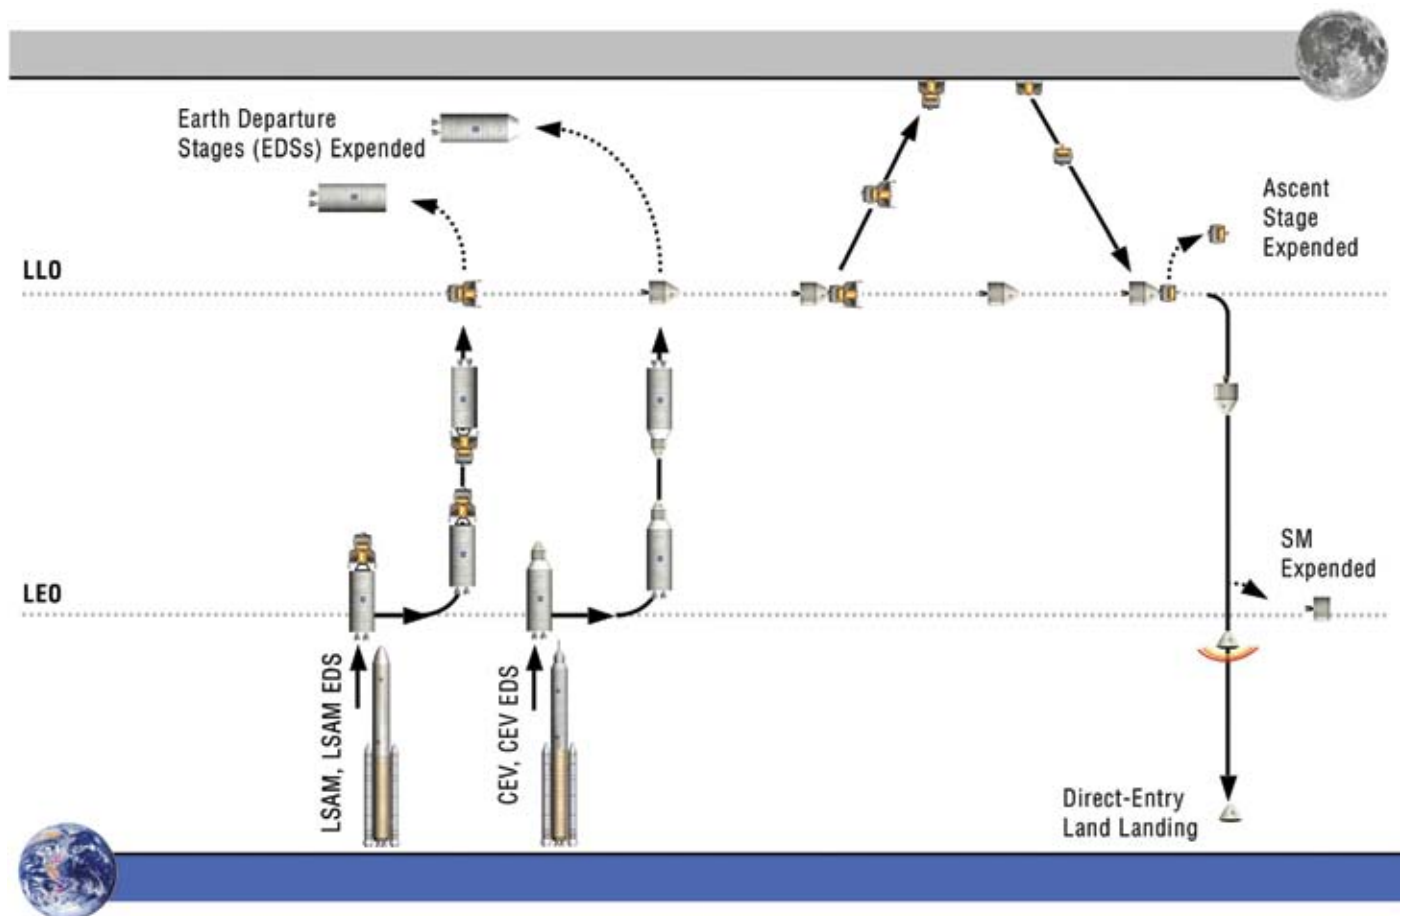 Earth Departure
Stages (EDSs) Expended
Ascent
Stage
Expended
LLO
SM
Expended
LEO
LSAM, LSAM EDS
CEV, CEV EDS
Direct-Entry
Land Landing